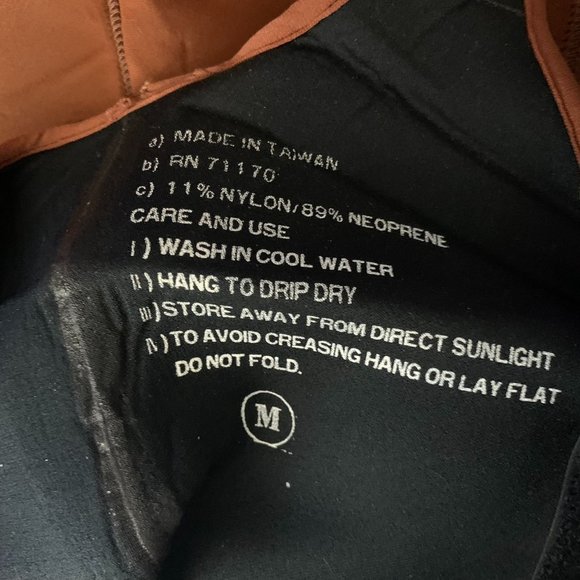 a) MADE IN TAIWAN
b) RN 71170
c) 11% NYLON/89% NEOPRENE
CARE AND USE
I) WASH IN COOL WATER
II) HANG TO DRIP DRY
III) STORE AWAY FROM DIRECT SUNLIGHT
IV) TO AVOID CREASING HANG OR LAY FLAT
DO NOT FOLD.
M